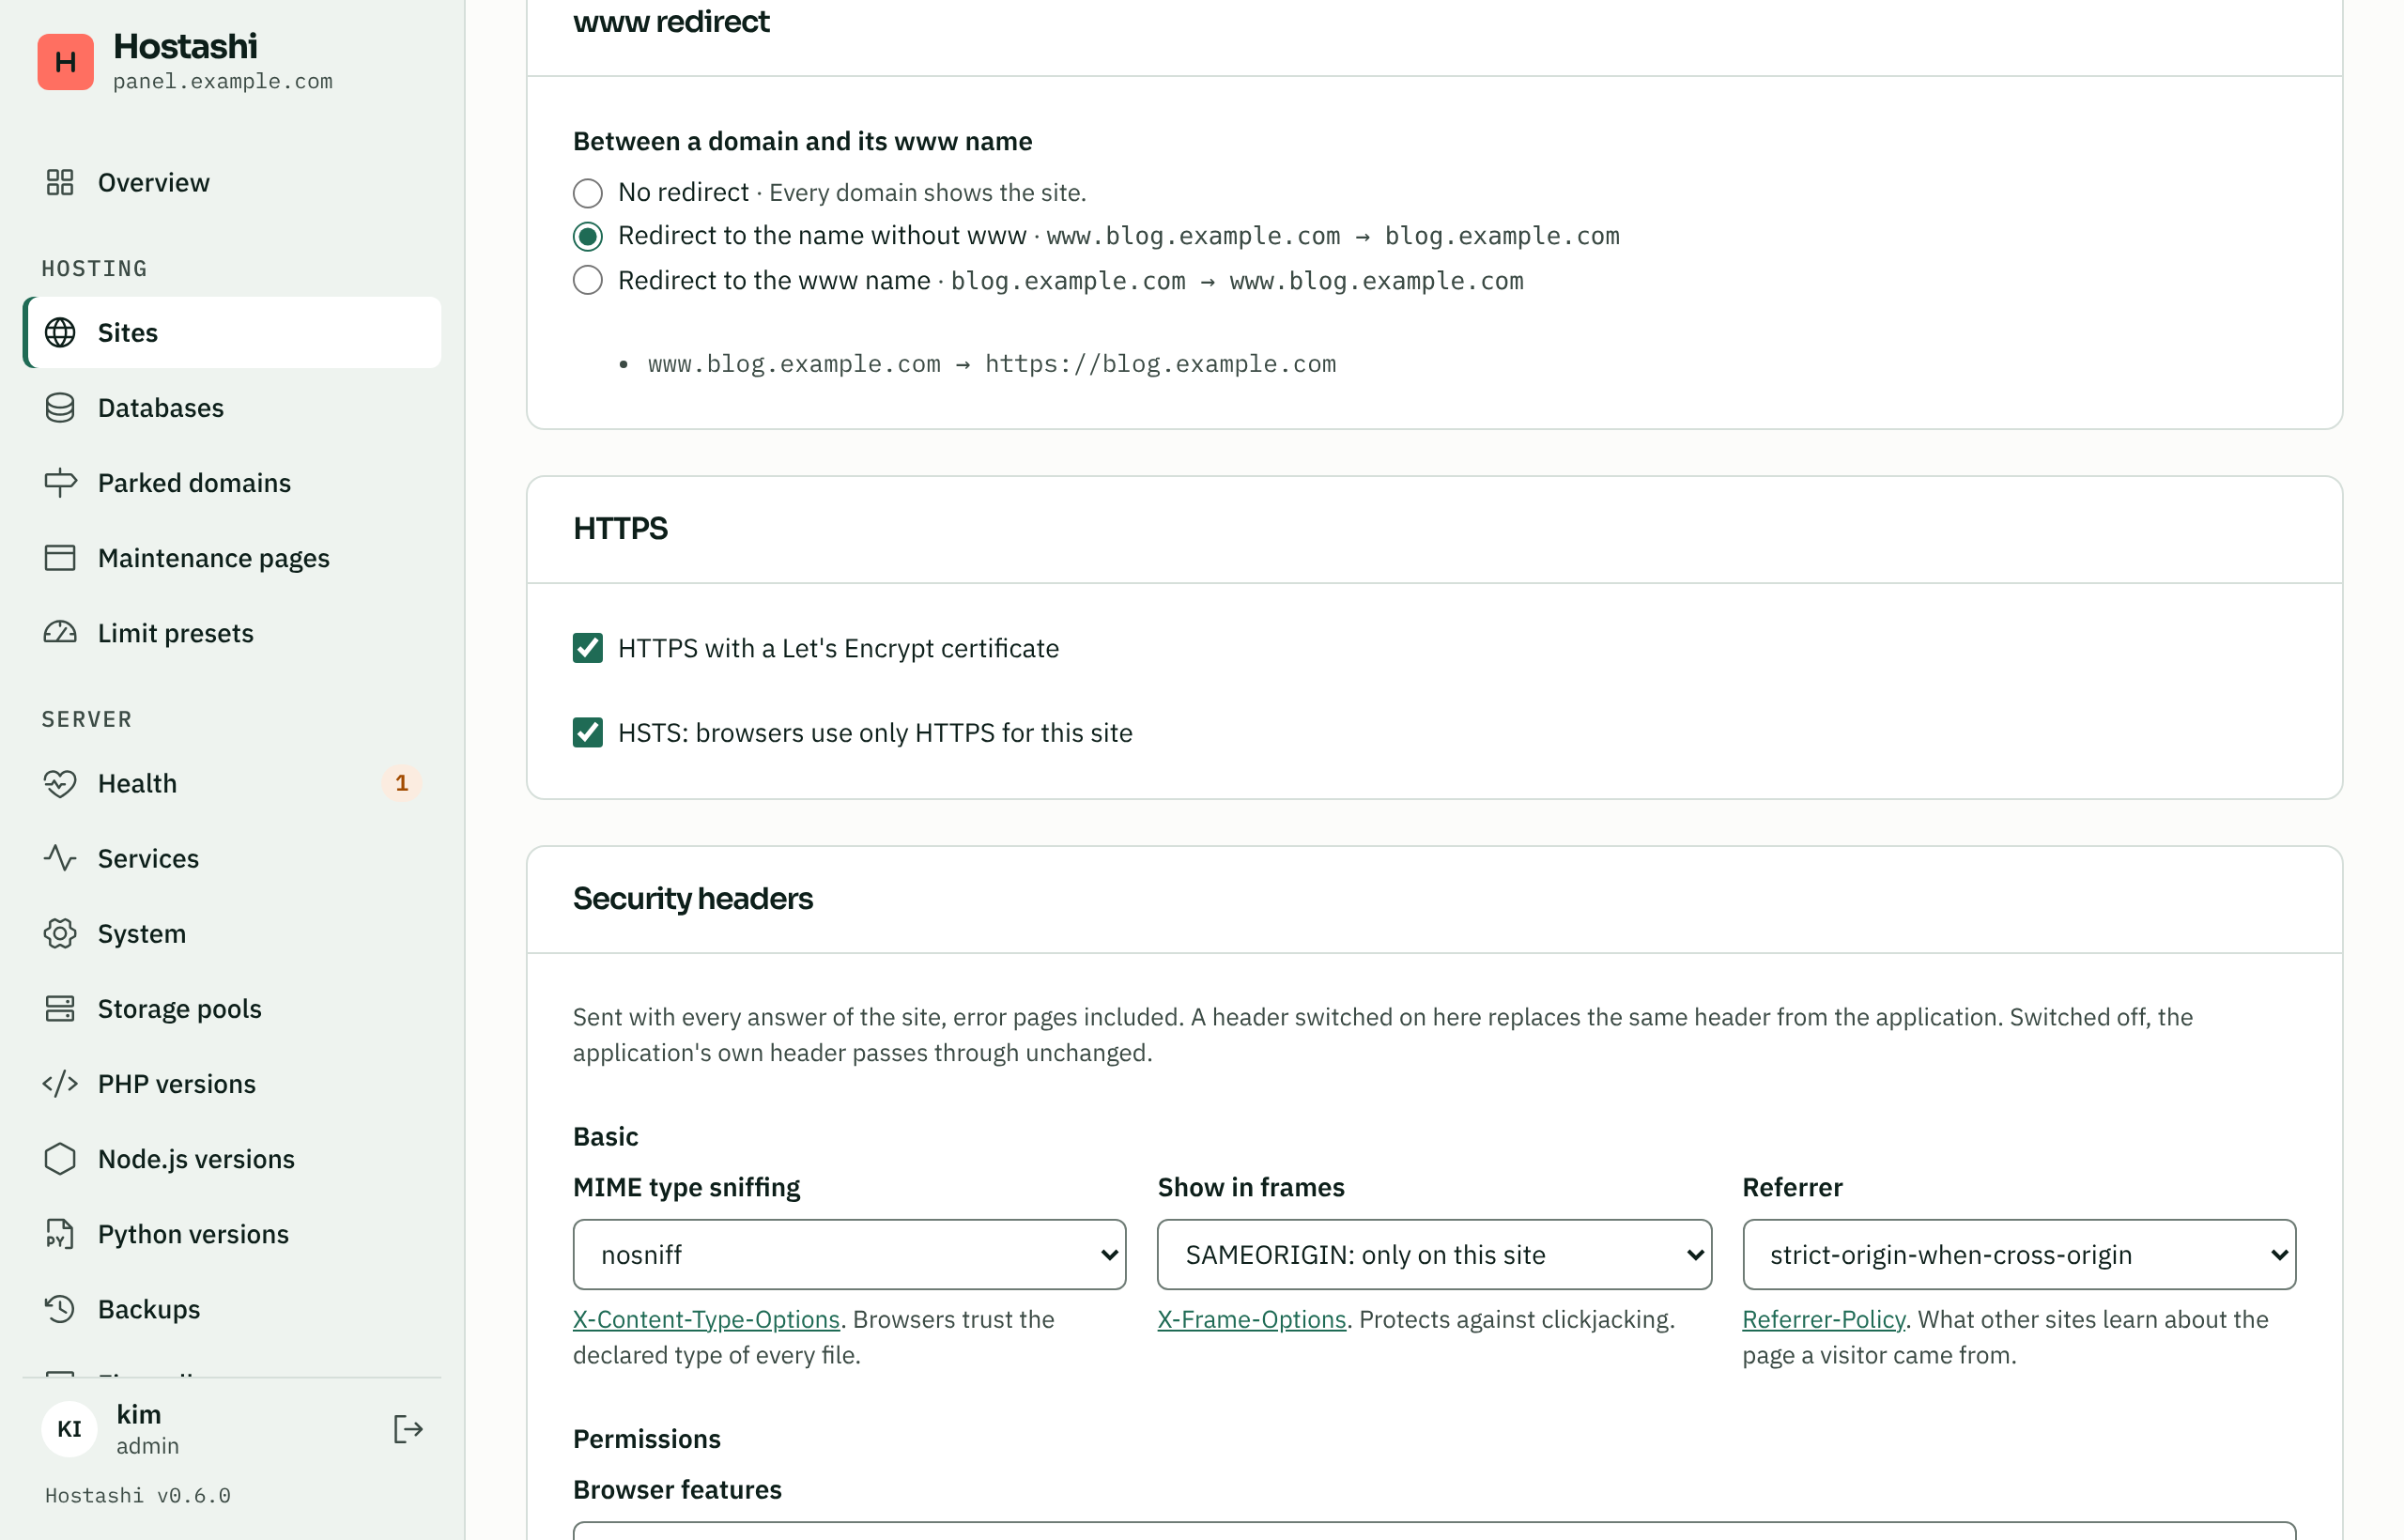 H
Hostashi
panel.example.com
Overview
HOSTING
Sites
Databases
Parked domains
Maintenance pages
Limit presets
SERVER
Health 1
Services
System
Storage pools
PHP versions
Node.js versions
Python versions
Backups
KI
kim
admin
Hostashi v0.6.0
www redirect
Between a domain and its www name
No redirect · Every domain shows the site.
Redirect to the name without www · www.blog.example.com → blog.example.com
Redirect to the www name · blog.example.com → www.blog.example.com
• www.blog.example.com → https://blog.example.com
HTTPS
HTTPS with a Let's Encrypt certificate
HSTS: browsers use only HTTPS for this site
Security headers
Sent with every answer of the site, error pages included. A header switched on here replaces the same header from the application. Switched off, the
application's own header passes through unchanged.
Basic
MIME type sniffing
nosniff
X-Content-Type-Options. Browsers trust the
declared type of every file.
Show in frames
SAMEORIGIN: only on this site
X-Frame-Options. Protects against clickjacking.
Referrer
strict-origin-when-cross-origin
Referrer-Policy. What other sites learn about the
page a visitor came from.
Permissions
Browser features